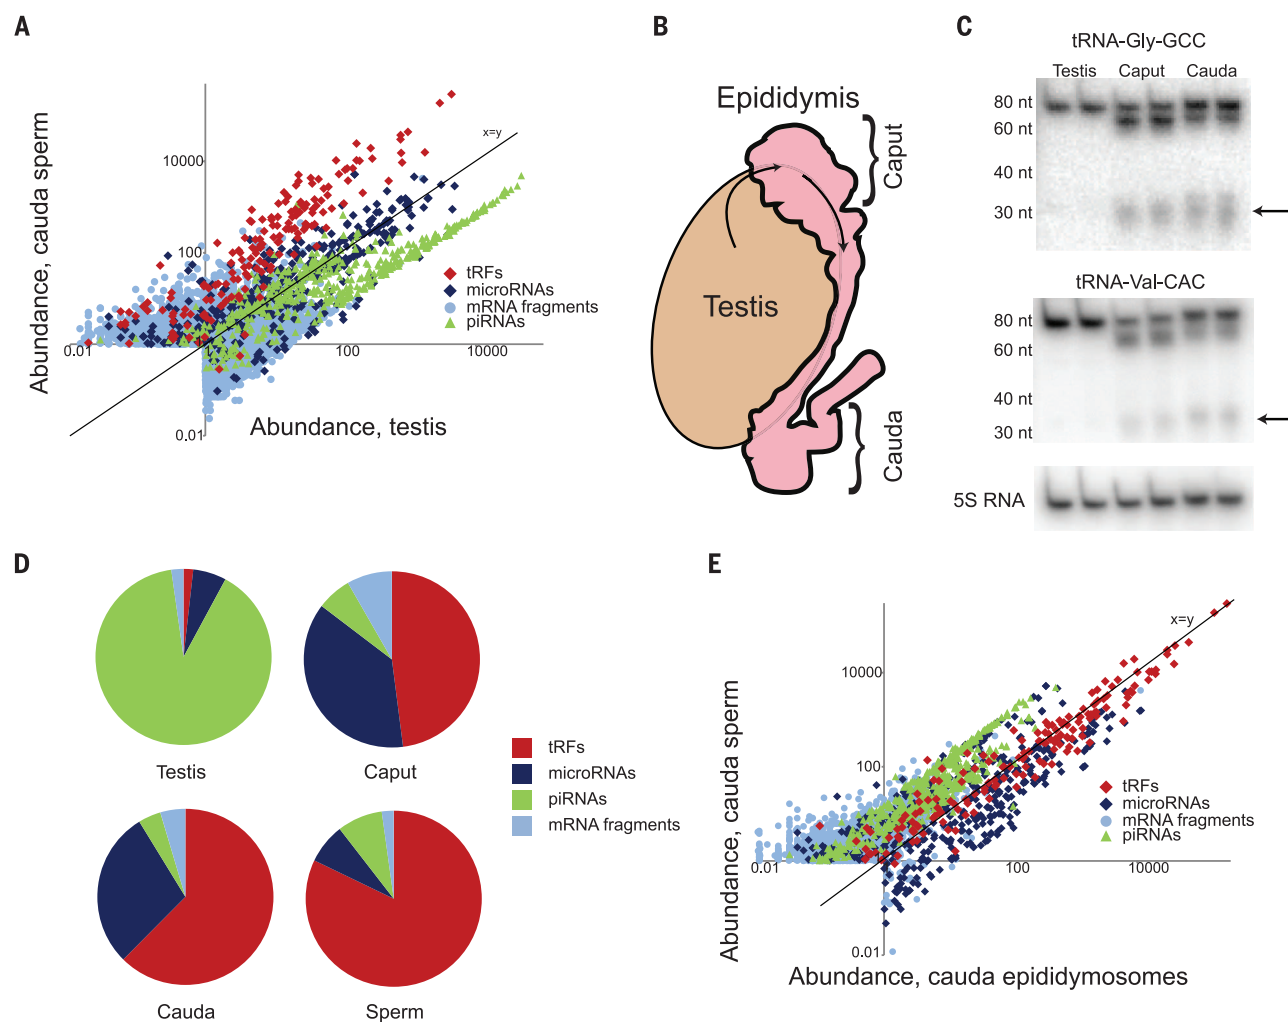 A
Abundance, cauda sperm
x=y
10000
100
tRFs
microRNAs
mRNA fragments
piRNAs
0.01
100
10000
0.01
Abundance, testis
B
Epididymis
Caput
Testis
Cauda
C
tRNA-Gly-GCC
Testis Caput Cauda
80 nt
60 nt
40 nt
30 nt
tRNA-Val-CAC
80 nt
60 nt
40 nt
30 nt
5S RNA
D
Testis
Caput
Cauda
Sperm
tRFs
microRNAs
piRNAs
mRNA fragments
E
Abundance, cauda sperm
x=y
10000
100
tRFs
microRNAs
mRNA fragments
piRNAs
0.01
100
10000
0.01
Abundance, cauda epididymosomes